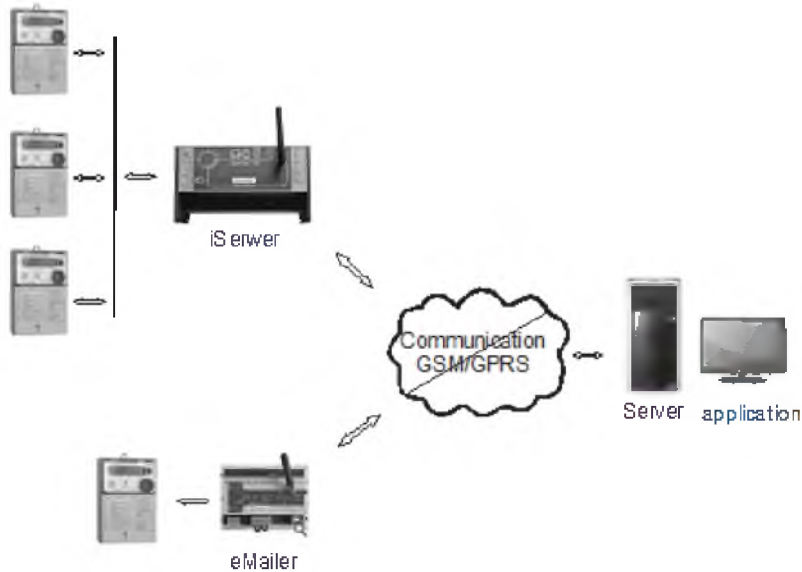 iSerwer
Communication
GSM/GPRS
Server
application
eMailer